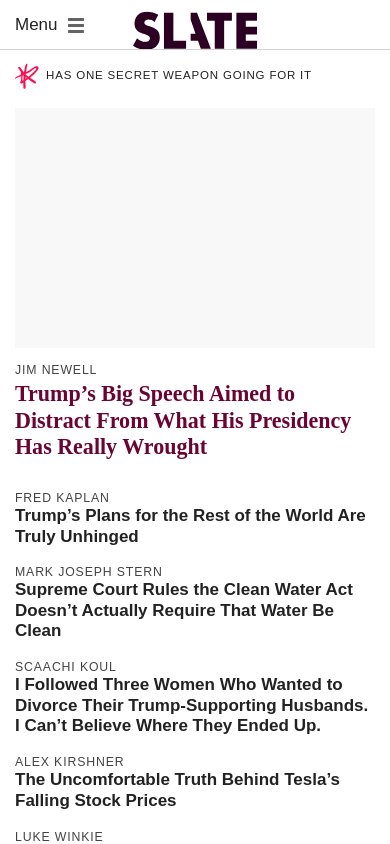 Menu
SLATE
HAS ONE SECRET WEAPON GOING FOR IT
JIM NEWELL
Trump’s Big Speech Aimed to
Distract From What His Presidency
Has Really Wrought
FRED KAPLAN
Trump’s Plans for the Rest of the World Are
Truly Unhinged
MARK JOSEPH STERN
Supreme Court Rules the Clean Water Act
Doesn’t Actually Require That Water Be
Clean
SCAACHI KOUL
I Followed Three Women Who Wanted to
Divorce Their Trump-Supporting Husbands.
I Can’t Believe Where They Ended Up.
ALEX KIRSHNER
The Uncomfortable Truth Behind Tesla’s
Falling Stock Prices
LUKE WINKIE